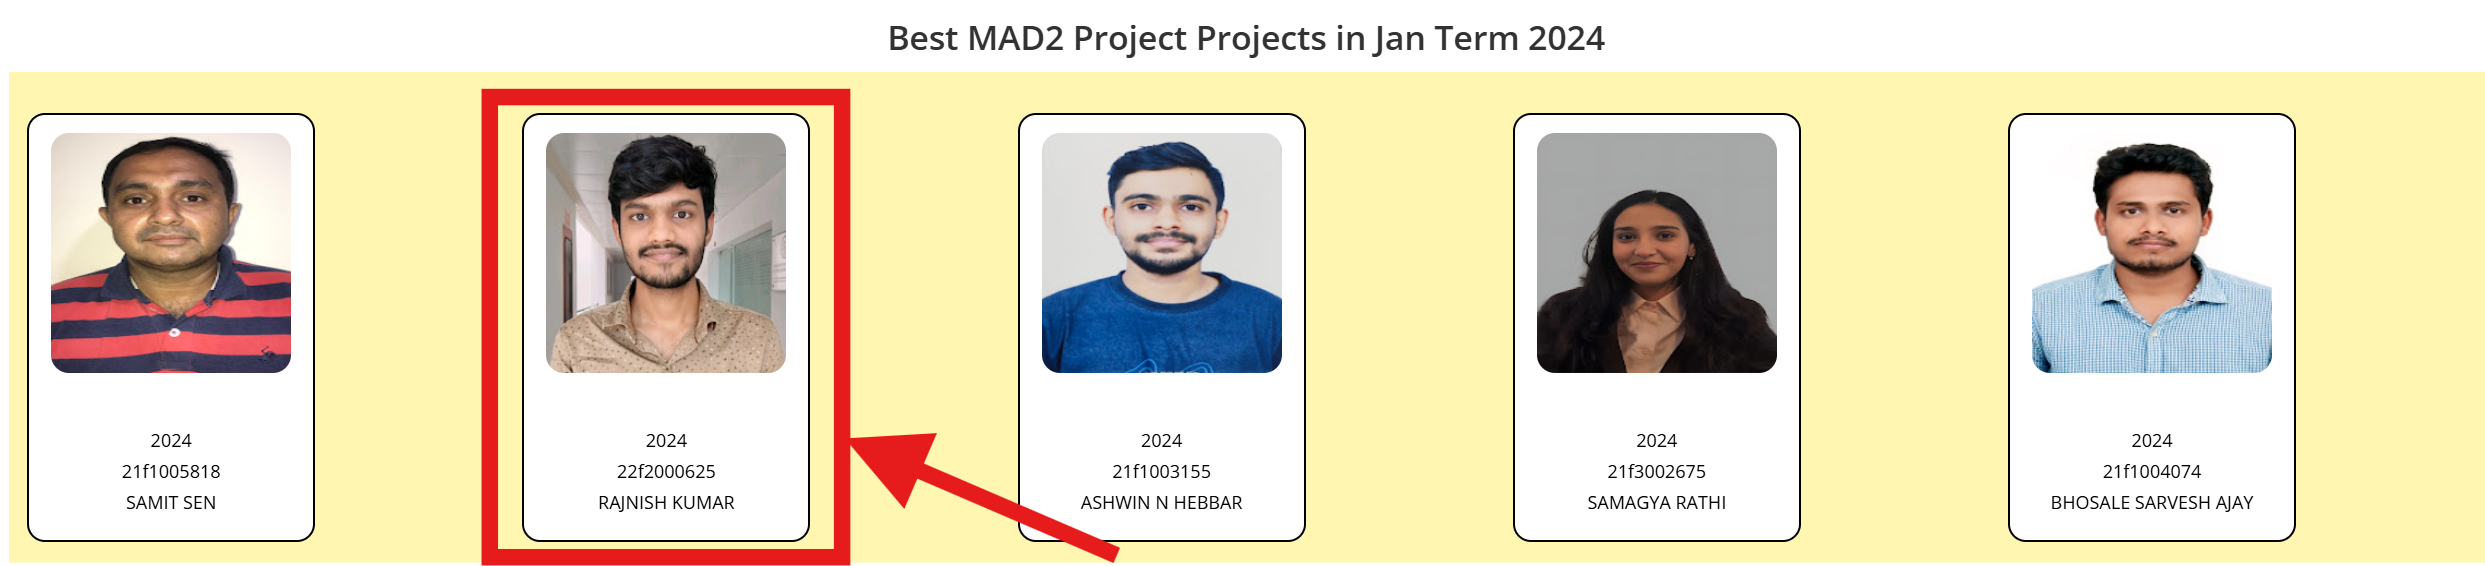 Best MAD2 Project Projects in Jan Term 2024
2024
21f1005818
SAMIT SEN
2024
22f2000625
RAJNISH KUMAR
2024
21f1003155
ASHWIN N HEBBAR
2024
21f3002675
SAMAGYA RATHI
2024
21f1004074
BHOSALE SARVESH AJAY